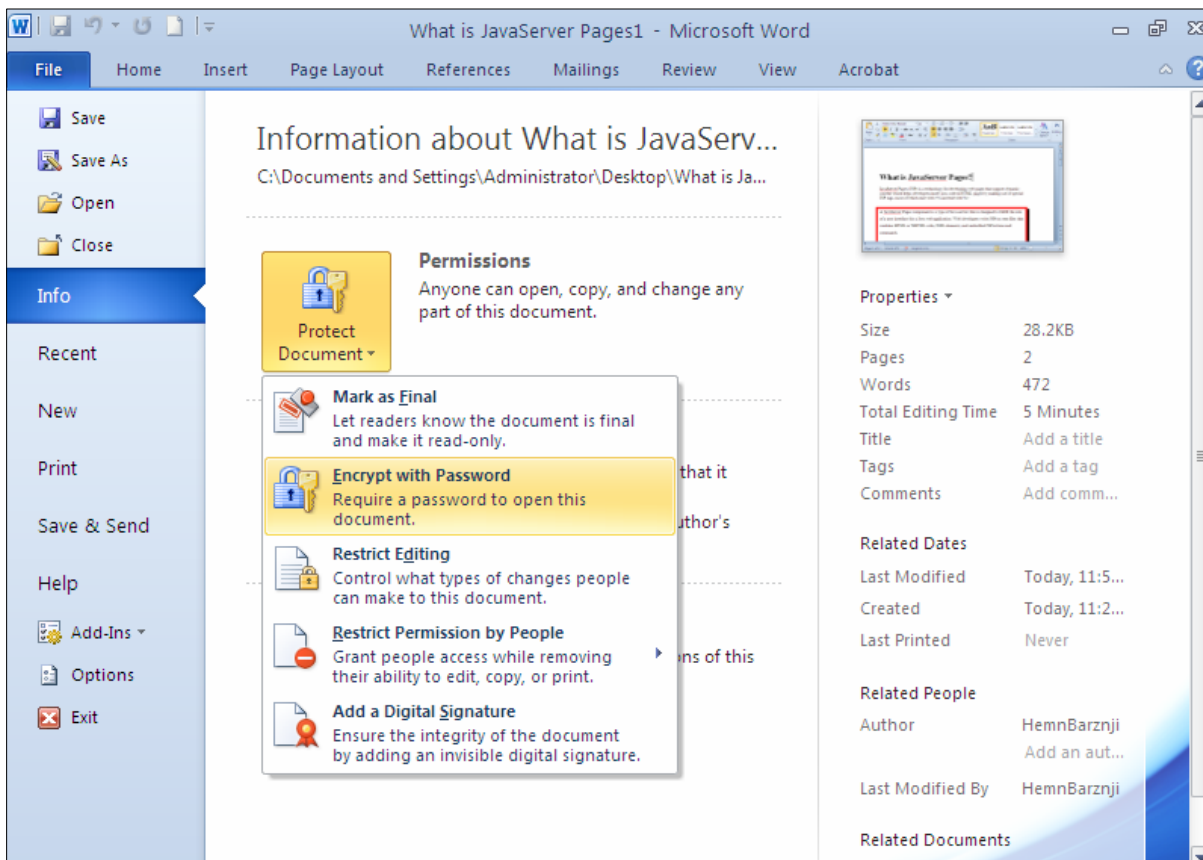 What is JavaServer Pages1 - Microsoft Word
File Home Insert Page Layout References Mailings Review View Acrobat
Save
Save As
Open
Close
Info
Recent
New
Print
Save & Send
Help
Add-Ins
Options
Exit
Information about What is JavaServ...
C:\Documents and Settings\Administrator\Desktop\What is Ja...
Protect
Document
Permissions
Anyone can open, copy, and change any
part of this document.
Mark as Final
Let readers know the document is final
and make it read-only.
Encrypt with Password
Require a password to open this
document.
Restrict Editing
Control what types of changes people
can make to this document.
Restrict Permission by People
Grant people access while removing
their ability to edit, copy, or print.
Add a Digital Signature
Ensure the integrity of the document
by adding an invisible digital signature.
that it
uthor's
ns of this
What is JavaServer Pages?
Properties
Size 28.2KB
Pages 2
Words 472
Total Editing Time 5 Minutes
Title Add a title
Tags Add a tag
Comments Add comm...
Related Dates
Last Modified Today, 11:5...
Created Today, 11:2...
Last Printed Never
Related People
Author HemnBarznji
Add an aut...
Last Modified By HemnBarznji
Related Documents